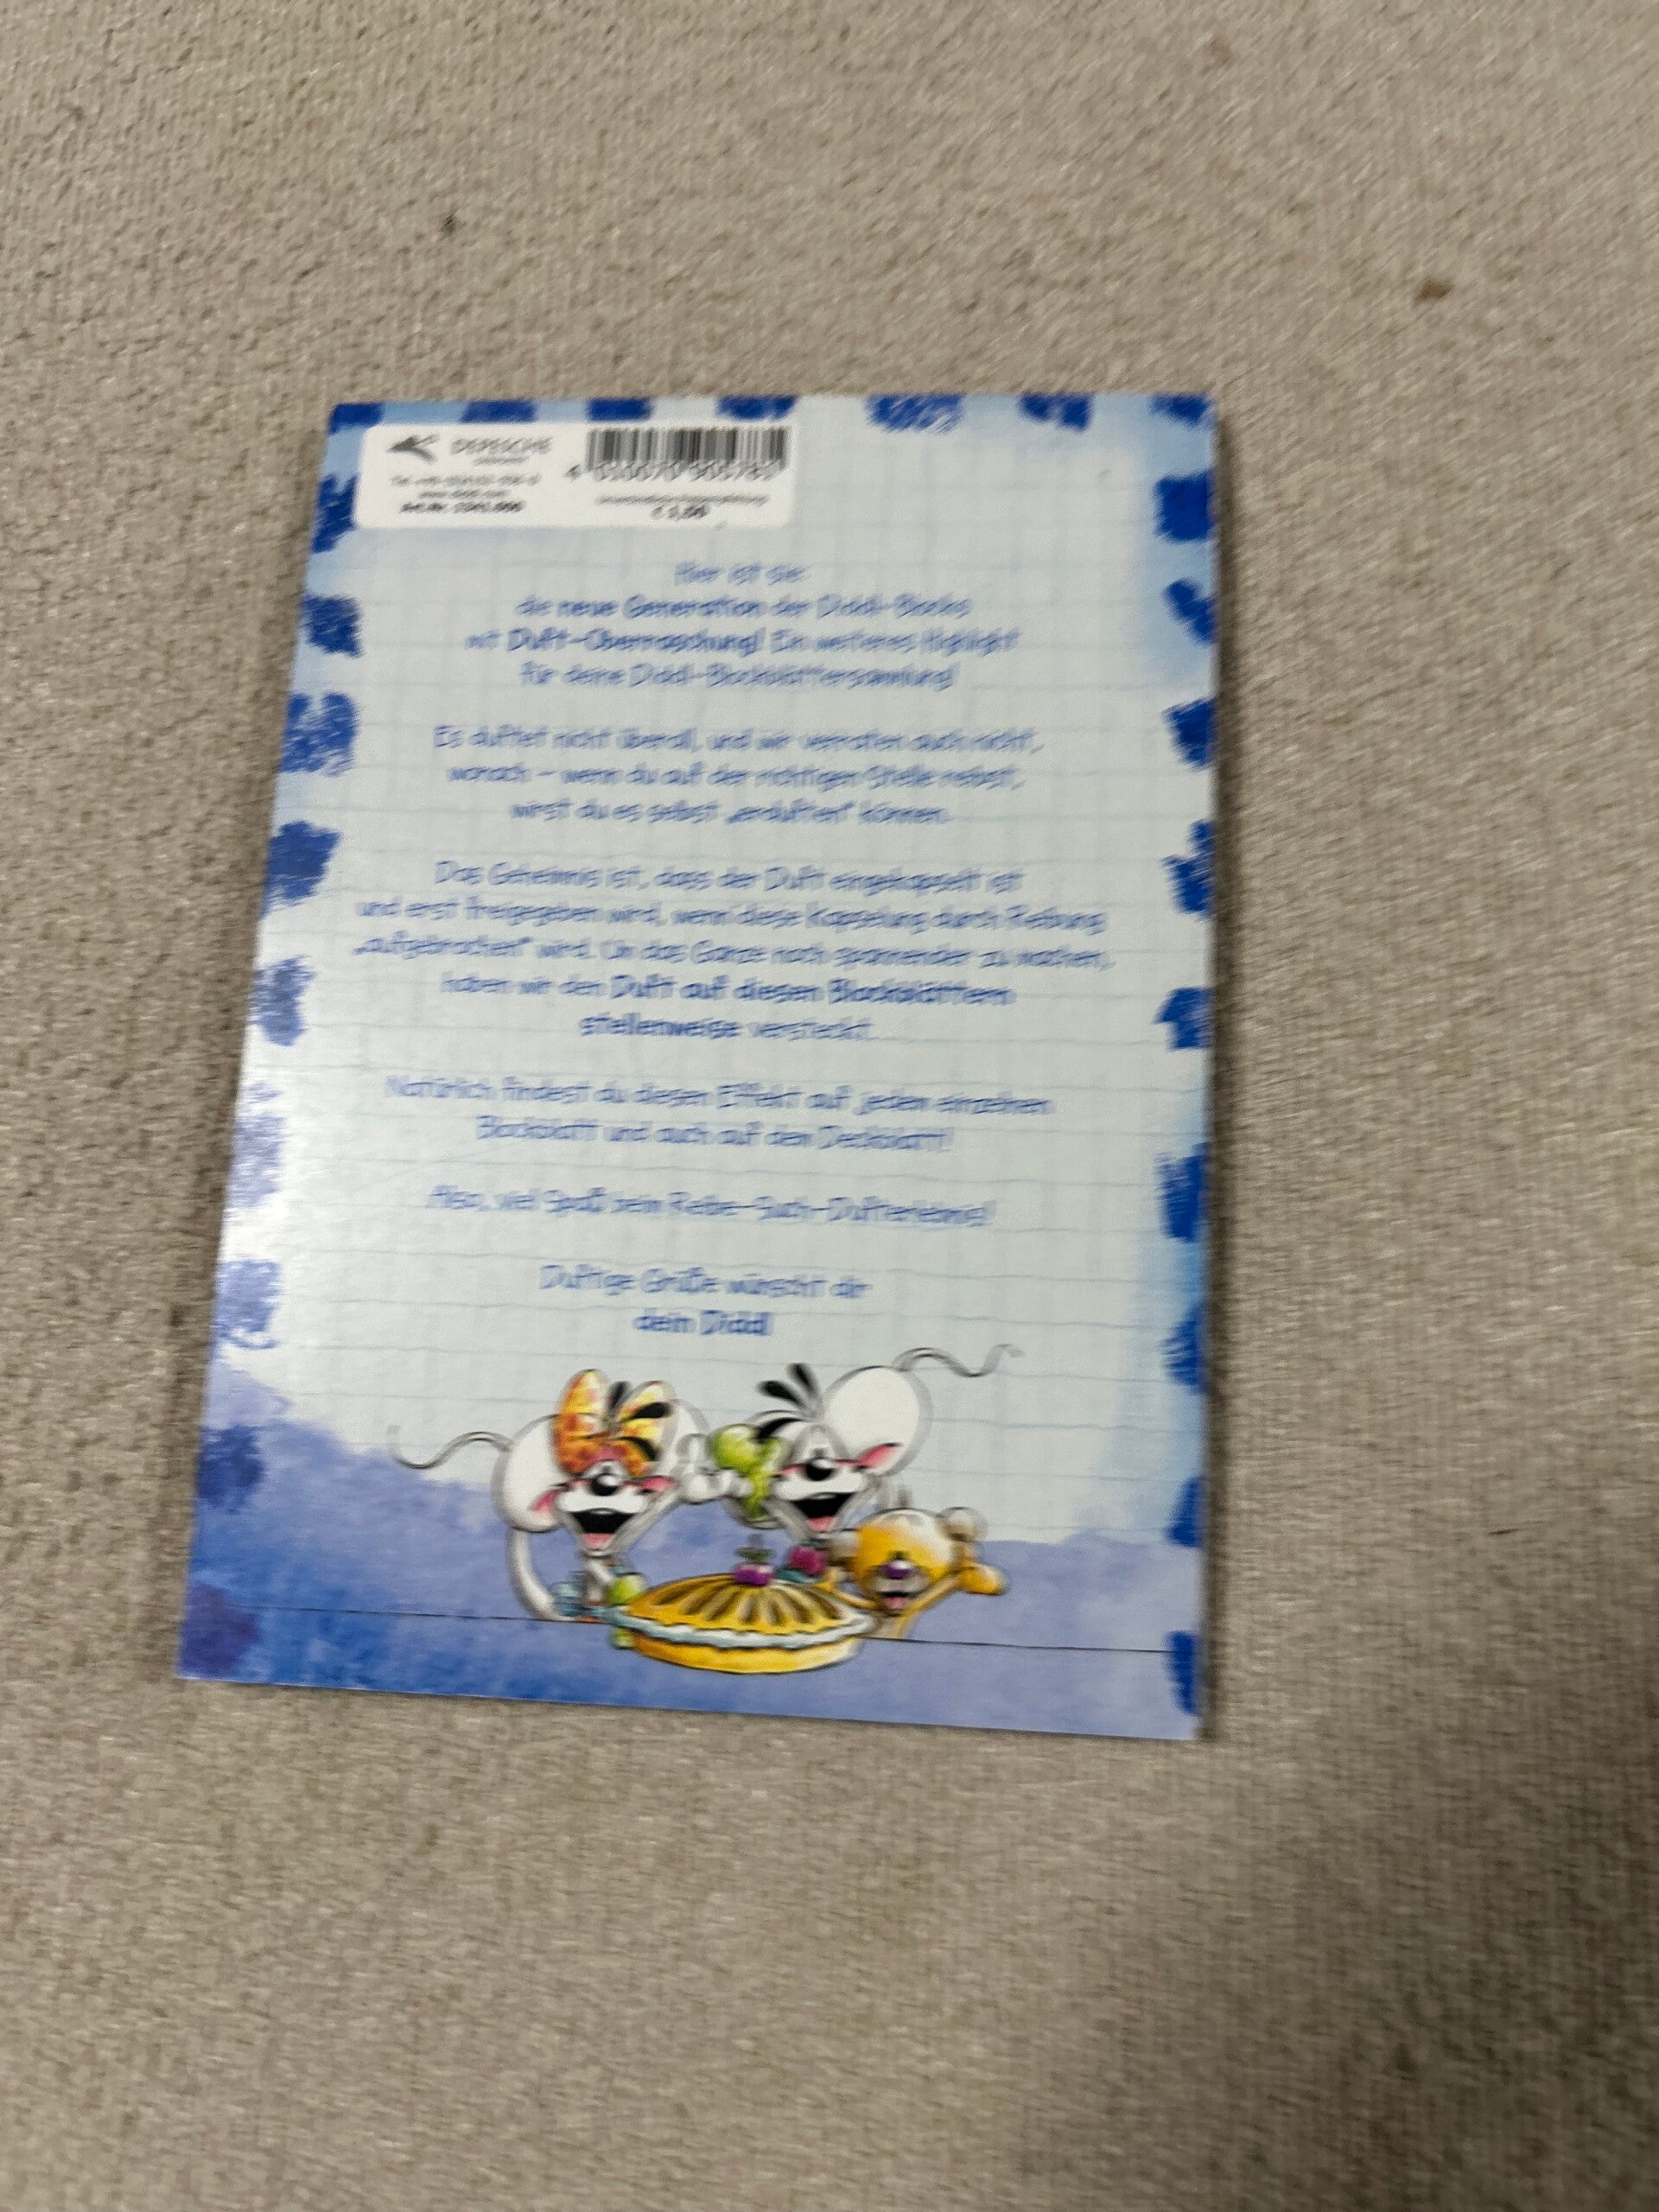 DEPESCHE
Hier ist sie:
die neue Generation der Diddl-Blocks
mit Duft-Überraschung! Ein weiteres Highlight
für deine Diddl-Blockblättersammlung!
Es duftet nicht überall, und wir verraten auch nicht,
wonach – wenn du auf der richtigen Stelle reibst,
wirst du es selbst „erduften“ können.
Das Geheimnis ist, dass der Duft eingekapselt ist
und erst freigegeben wird, wenn diese Kapselung durch Reibung
„aufgebrochen“ wird. Um das Ganze noch spannender zu machen,
haben wir den Duft auf diesen Blockblättern
stellenweise versteckt.
Natürlich findest du diesen Effekt auf jedem einzelnen
Blockblatt und auch auf dem Deckblatt!
Also, viel Spaß beim Reibe-Such-Dufterlebnis!
Duftige Grüße wünscht dir
dein Diddl